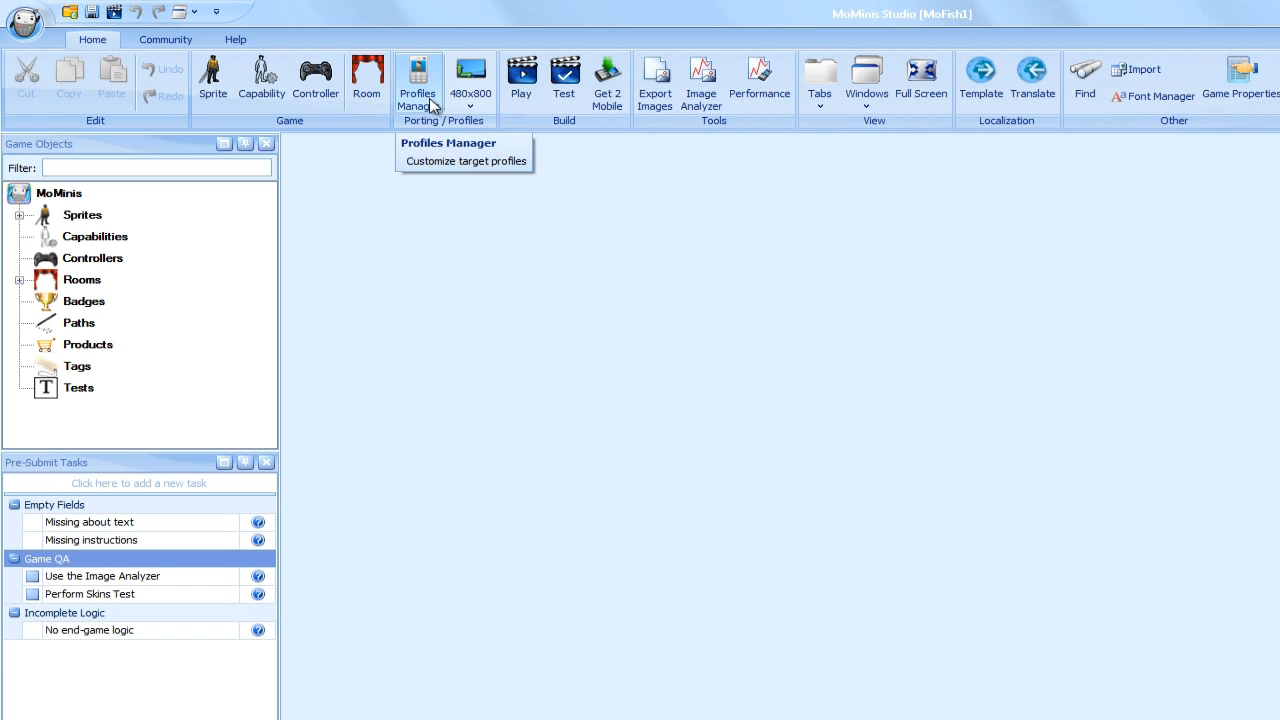 MoMinis Studio [MoFish1]
Home Community Help
Cut Copy Paste Undo Redo
Edit
Sprite Capability Controller Room
Game
Profiles Manag 480x800
Porting / Profiles
Play Test Get 2 Mobile
Build
Export Images Image Analyzer Performance
Tools
Tabs Windows Full Screen
View
Template Translate
Localization
Find Import Font Manager Game Properties
Other
Profiles Manager
Customize target profiles
Game Objects
Filter:
MoMinis
Sprites
Capabilities
Controllers
Rooms
Badges
Paths
Products
Tags
T Tests
Pre-Submit Tasks
Click here to add a new task
Empty Fields
Missing about text
Missing instructions
Game QA
Use the Image Analyzer
Perform Skins Test
Incomplete Logic
No end-game logic